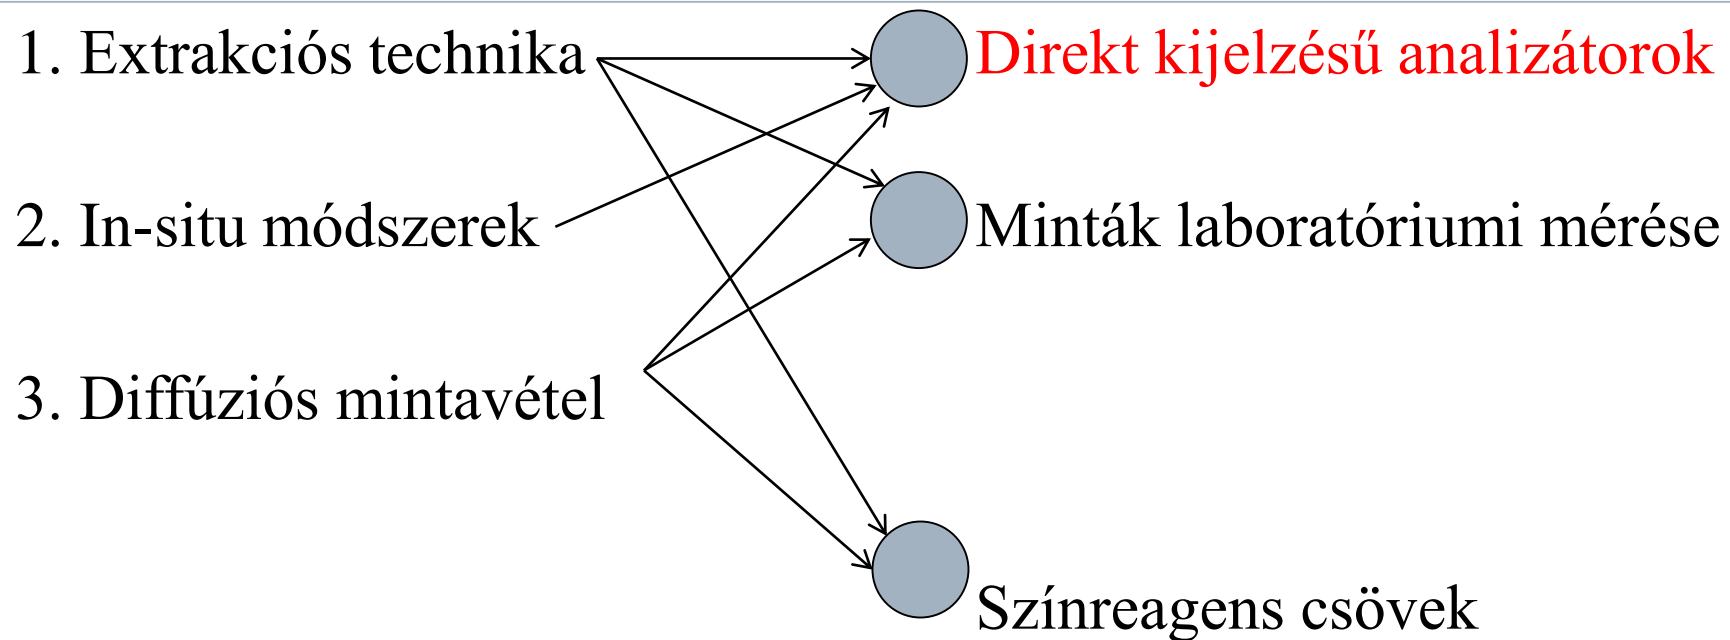 1. Extrakciós technika
Direkt kijelzésű analizátorok
2. In-situ módszerek
Minták laboratóriumi mérése
3. Diffúziós mintavétel
Színreagens csövek